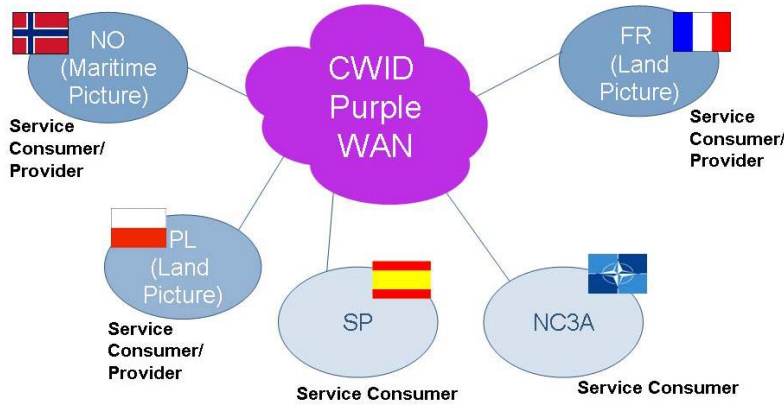 NO
(Maritime
Picture)
Service
Consumer/
Provider
CWID
Purple
WAN
FR
(Land
Picture)
Service
Consumer/
Provider
PL
(Land
Picture)
Service
Consumer/
Provider
SP
Service Consumer
NC3A
Service Consumer